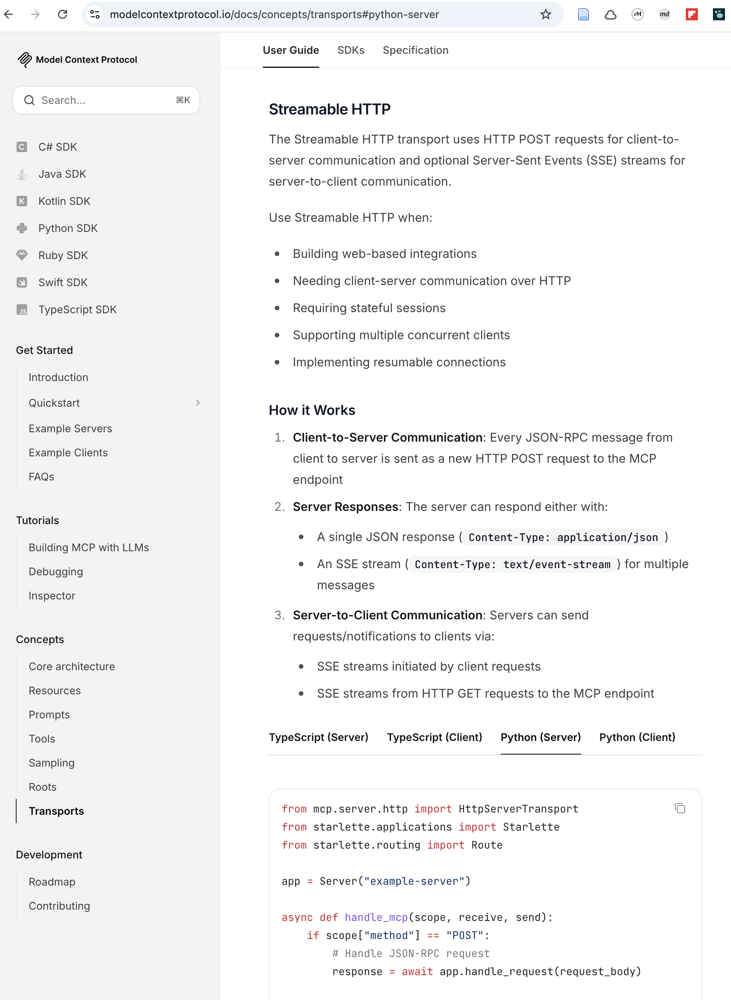 modelcontextprotocol.io/docs/concepts/transports#python-server
rM
md
Model Context Protocol
Search...
⌘K
C
C# SDK
Java SDK
K
Kotlin SDK
Python SDK
Ruby SDK
Swift SDK
JS
TypeScript SDK
Get Started
Introduction
Quickstart
Example Servers
Example Clients
FAQs
Tutorials
Building MCP with LLMs
Debugging
Inspector
Concepts
Core architecture
Resources
Prompts
Tools
Sampling
Roots
Transports
Development
Roadmap
Contributing
User Guide SDKs Specification
Streamable HTTP
The Streamable HTTP transport uses HTTP POST requests for client-to-
server communication and optional Server-Sent Events (SSE) streams for
server-to-client communication.
Use Streamable HTTP when:
• Building web-based integrations
• Needing client-server communication over HTTP
• Requiring stateful sessions
• Supporting multiple concurrent clients
• Implementing resumable connections
How it Works
1. Client-to-Server Communication: Every JSON-RPC message from
client to server is sent as a new HTTP POST request to the MCP
endpoint
2. Server Responses: The server can respond either with:
• A single JSON response ( Content-Type: application/json )
• An SSE stream ( Content-Type: text/event-stream ) for multiple
messages
3. Server-to-Client Communication: Servers can send
requests/notifications to clients via:
• SSE streams initiated by client requests
• SSE streams from HTTP GET requests to the MCP endpoint
TypeScript (Server) TypeScript (Client) Python (Server) Python (Client)
from mcp.server.http import HttpServerTransport
from starlette.applications import Starlette
from starlette.routing import Route
app = Server("example-server")
async def handle_mcp(scope, receive, send):
if scope["method"] == "POST":
# Handle JSON-RPC request
response = await app.handle_request(request_body)